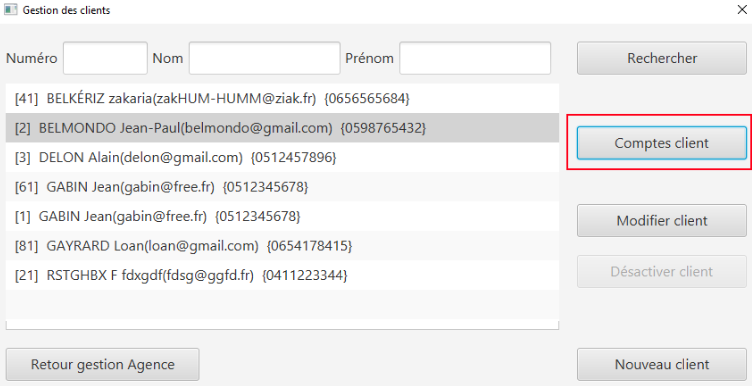 Gestion des clients
Numéro Nom Prénom Rechercher
[41] BELKÉRIZ zakaria(zakHUM-HUMM@ziak.fr) {0656565684}
[2] BELMONDO Jean-Paul(belmondo@gmail.com) {0598765432}
Comptes client
[3] DELON Alain(delon@gmail.com) {0512457896}
[61] GABIN Jean(gabin@free.fr) {0512345678}
[1] GABIN Jean(gabin@free.fr) {0512345678}
Modifier client
[81] GAYRARD Loan(loan@gmail.com) {0654178415}
[21] RSTGHBX F fdxgdf(fdsg@ggfd.fr) {0411223344}
Désactiver client
Retour gestion Agence
Nouveau client